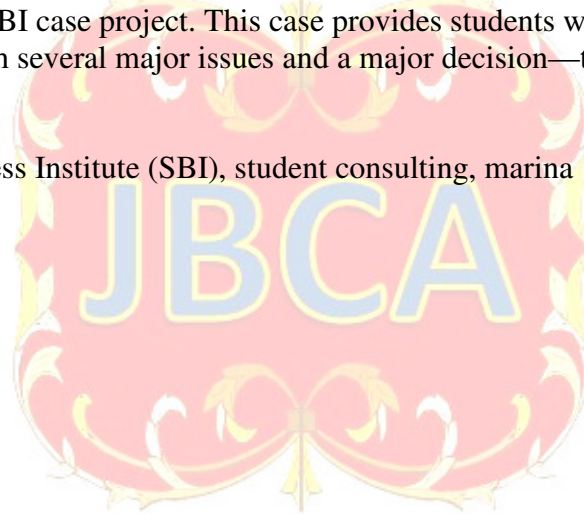 BI case project. This case provides students w
n several major issues and a major decision—t
ess Institute (SBI), student consulting, marina
JBCA